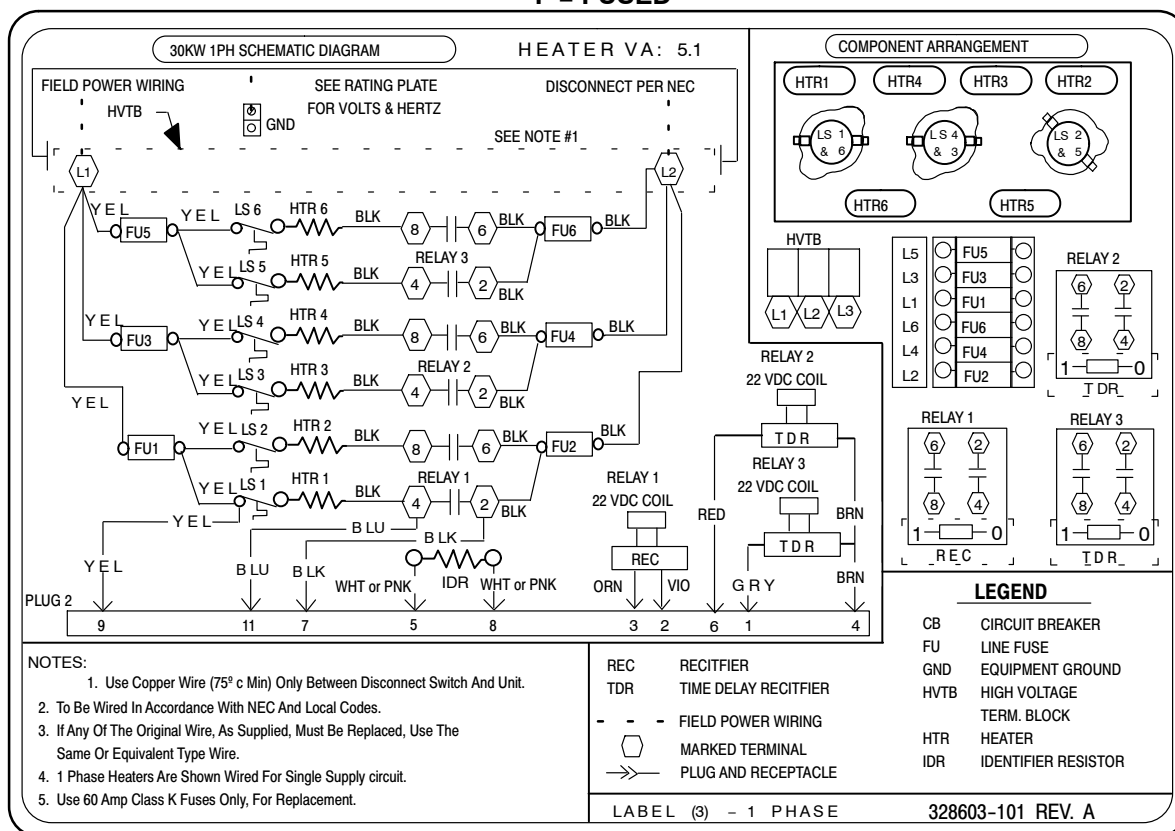 30KW 1PH SCHEMATIC DIAGRAM
HEATER VA: 5.1
FIELD POWER WIRING
HVTB
GND
SEE RATING PLATE
FOR VOLTS & HERTZ
DISCONNECT PER NEC
SEE NOTE #1
L1
L2
YEL FU5 YEL LS 6 HTR 6 BLK 8 6 BLK FU6 BLK
YEL LS 5 HTR 5 BLK 4 RELAY 3 2 BLK
YEL FU3 YEL LS 4 HTR 4 BLK 8 6 BLK FU4 BLK
YEL LS 3 HTR 3 BLK 4 RELAY 2 2 BLK
YEL
FU1 YEL LS 2 HTR 2 BLK 8 6 BLK FU2 BLK
YEL LS 1 HTR 1 BLK 4 RELAY 1 2 BLK
YEL
BLU
BLK
YEL
BLU
BLK
WHT or PNK
IDR
WHT or PNK
RELAY 1
22 VDC COIL
REC
ORN
VIO
RELAY 2
22 VDC COIL
TDR
RELAY 3
22 VDC COIL
TDR
RED
GRY
BRN
BRN
PLUG 2
9 11 7 5 8 3 2 6 1 4
COMPONENT ARRANGEMENT
HTR1 HTR4 HTR3 HTR2
LS 1
& 6
LS 4
& 3
LS 2
& 5
HTR6 HTR5
HVTB
L1 L2 L3
L5 FU5
L3 FU3
L1 FU1
L6 FU6
L4 FU4
L2 FU2
RELAY 2
6 2
8 4
1 0
TDR
RELAY 1
6 2
8 4
1 0
REC
RELAY 3
6 2
8 4
1 0
TDR
NOTES:
1. Use Copper Wire (75º c Min) Only Between Disconnect Switch And Unit.
2. To Be Wired In Accordance With NEC And Local Codes.
3. If Any Of The Original Wire, As Supplied, Must Be Replaced, Use The
Same Or Equivalent Type Wire.
4. 1 Phase Heaters Are Shown Wired For Single Supply circuit.
5. Use 60 Amp Class K Fuses Only, For Replacement.
REC RECITFIER
TDR TIME DELAY RECTIFIER
FIELD POWER WIRING
MARKED TERMINAL
PLUG AND RECEPTACLE
LEGEND
CB CIRCUIT BREAKER
FU LINE FUSE
GND EQUIPMENT GROUND
HVTB HIGH VOLTAGE
TERM. BLOCK
HTR HEATER
IDR IDENTIFIER RESISTOR
LABEL (3) - 1 PHASE
328603-101 REV. A